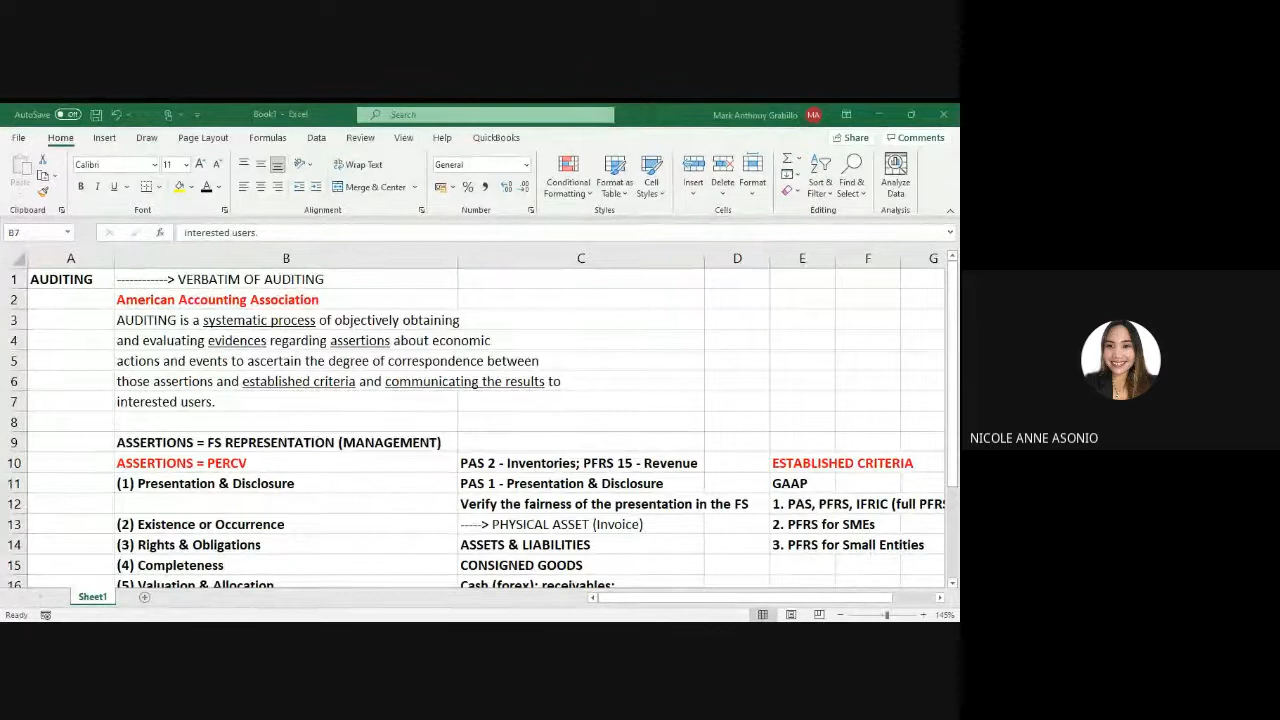 AutoSave Off Book1 - Excel Search Mark Anthony Grabillo MA
File Home Insert Draw Page Layout Formulas Data Review View Help QuickBooks Share Comments
Paste Calibri 11 A A Wrap Text General Conditional Formatting Format as Table Cell Styles Insert Delete Format Sort & Filter Find & Select Analyze Data
B I U A Merge & Center % ,
Clipboard Font Alignment Number Styles Cells Editing Analysis
B7 fx interested users.
A B C D E F G
1 AUDITING ------------> VERBATIM OF AUDITING
2 American Accounting Association
3 AUDITING is a systematic process of objectively obtaining
4 and evaluating evidences regarding assertions about economic
5 actions and events to ascertain the degree of correspondence between
6 those assertions and established criteria and communicating the results to
7 interested users.
8
9 ASSERTIONS = FS REPRESENTATION (MANAGEMENT)
10 ASSERTIONS = PERCV PAS 2 - Inventories; PFRS 15 - Revenue ESTABLISHED CRITERIA
11 (1) Presentation & Disclosure PAS 1 - Presentation & Disclosure GAAP
12 Verify the fairness of the presentation in the FS 1. PAS, PFRS, IFRIC (full PFRS
13 (2) Existence or Occurrence -----> PHYSICAL ASSET (Invoice) 2. PFRS for SMEs
14 (3) Rights & Obligations ASSETS & LIABILITIES 3. PFRS for Small Entities
15 (4) Completeness CONSIGNED GOODS
16 (5) Valuation & Allocation Cash (forex); receivables;
Sheet1
Ready 145%
NICOLE ANNE ASONIO